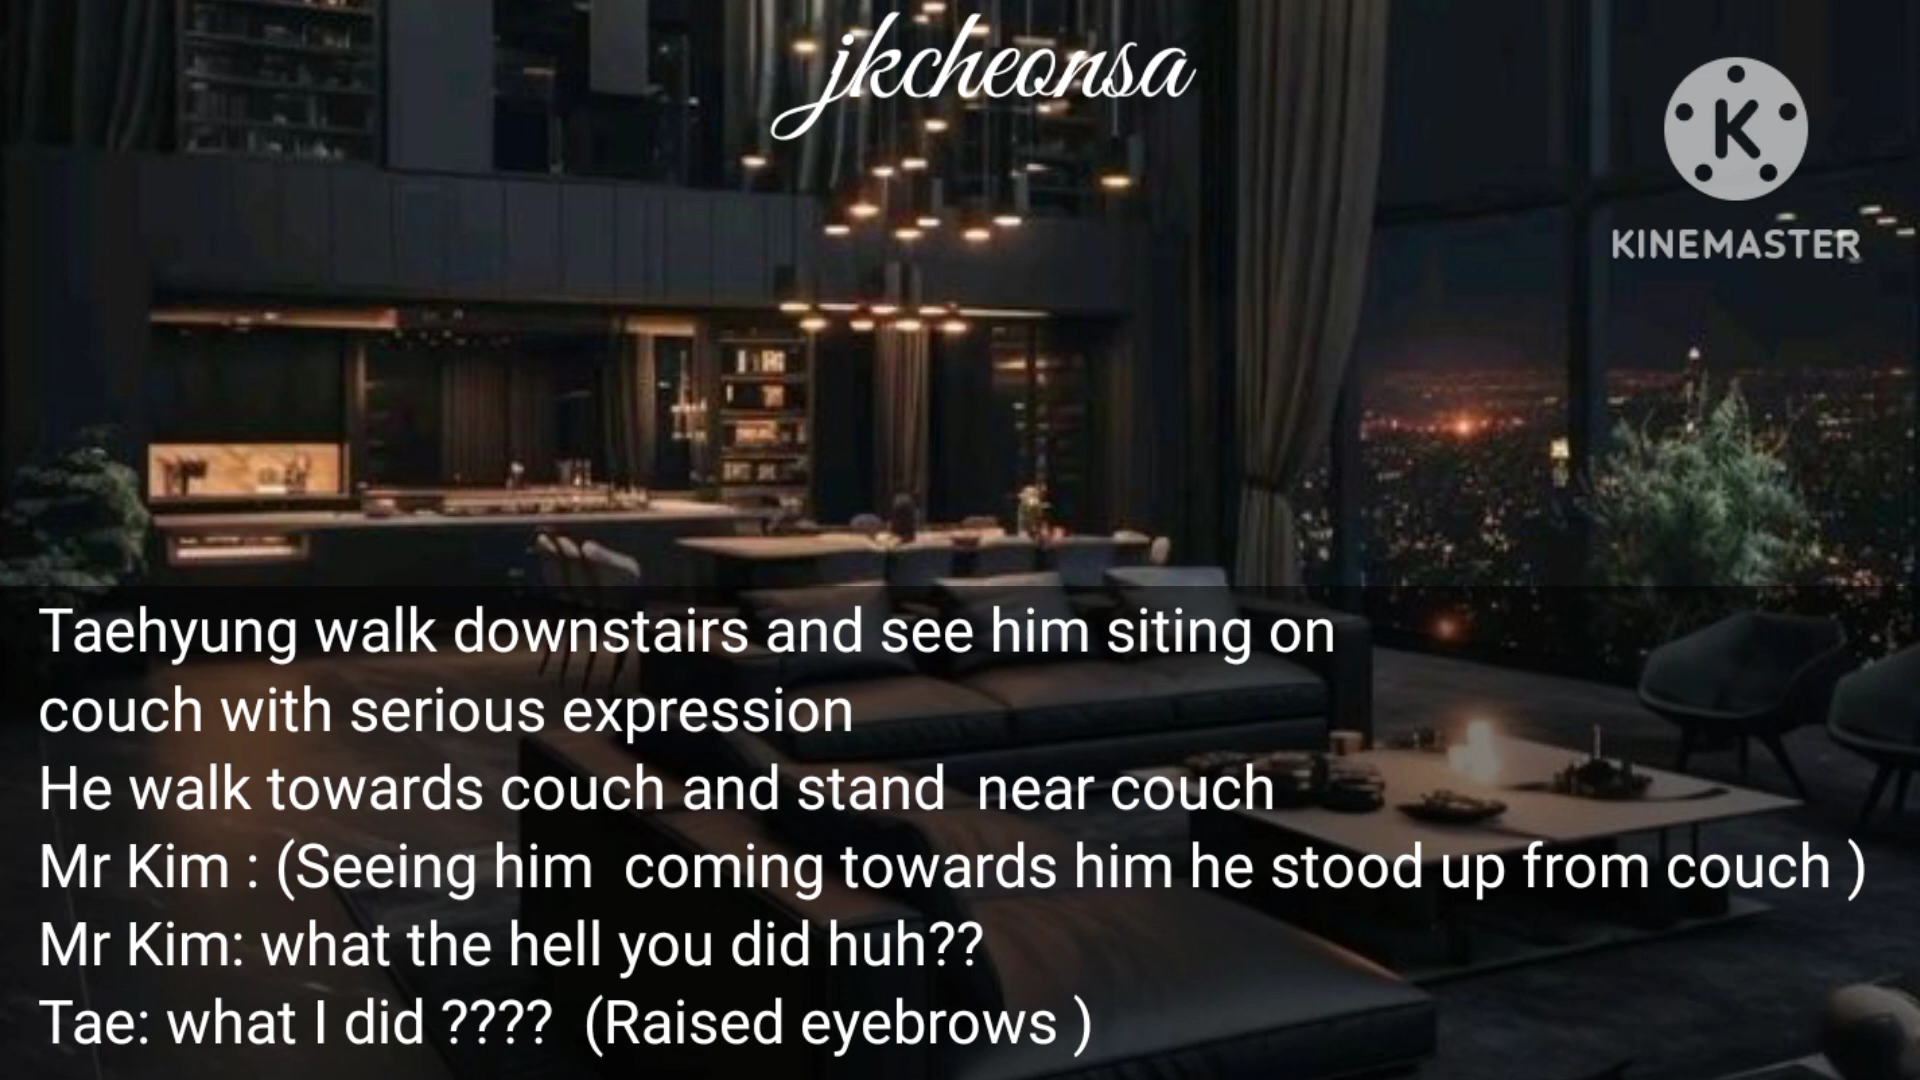 jkcheonsa
K
KINEMASTER
Taehyung walk downstairs and see him siting on
couch with serious expression
He walk towards couch and stand  near couch
Mr Kim : (Seeing him  coming towards him he stood up from couch )
Mr Kim: what the hell you did huh??
Tae: what I did ????  (Raised eyebrows )